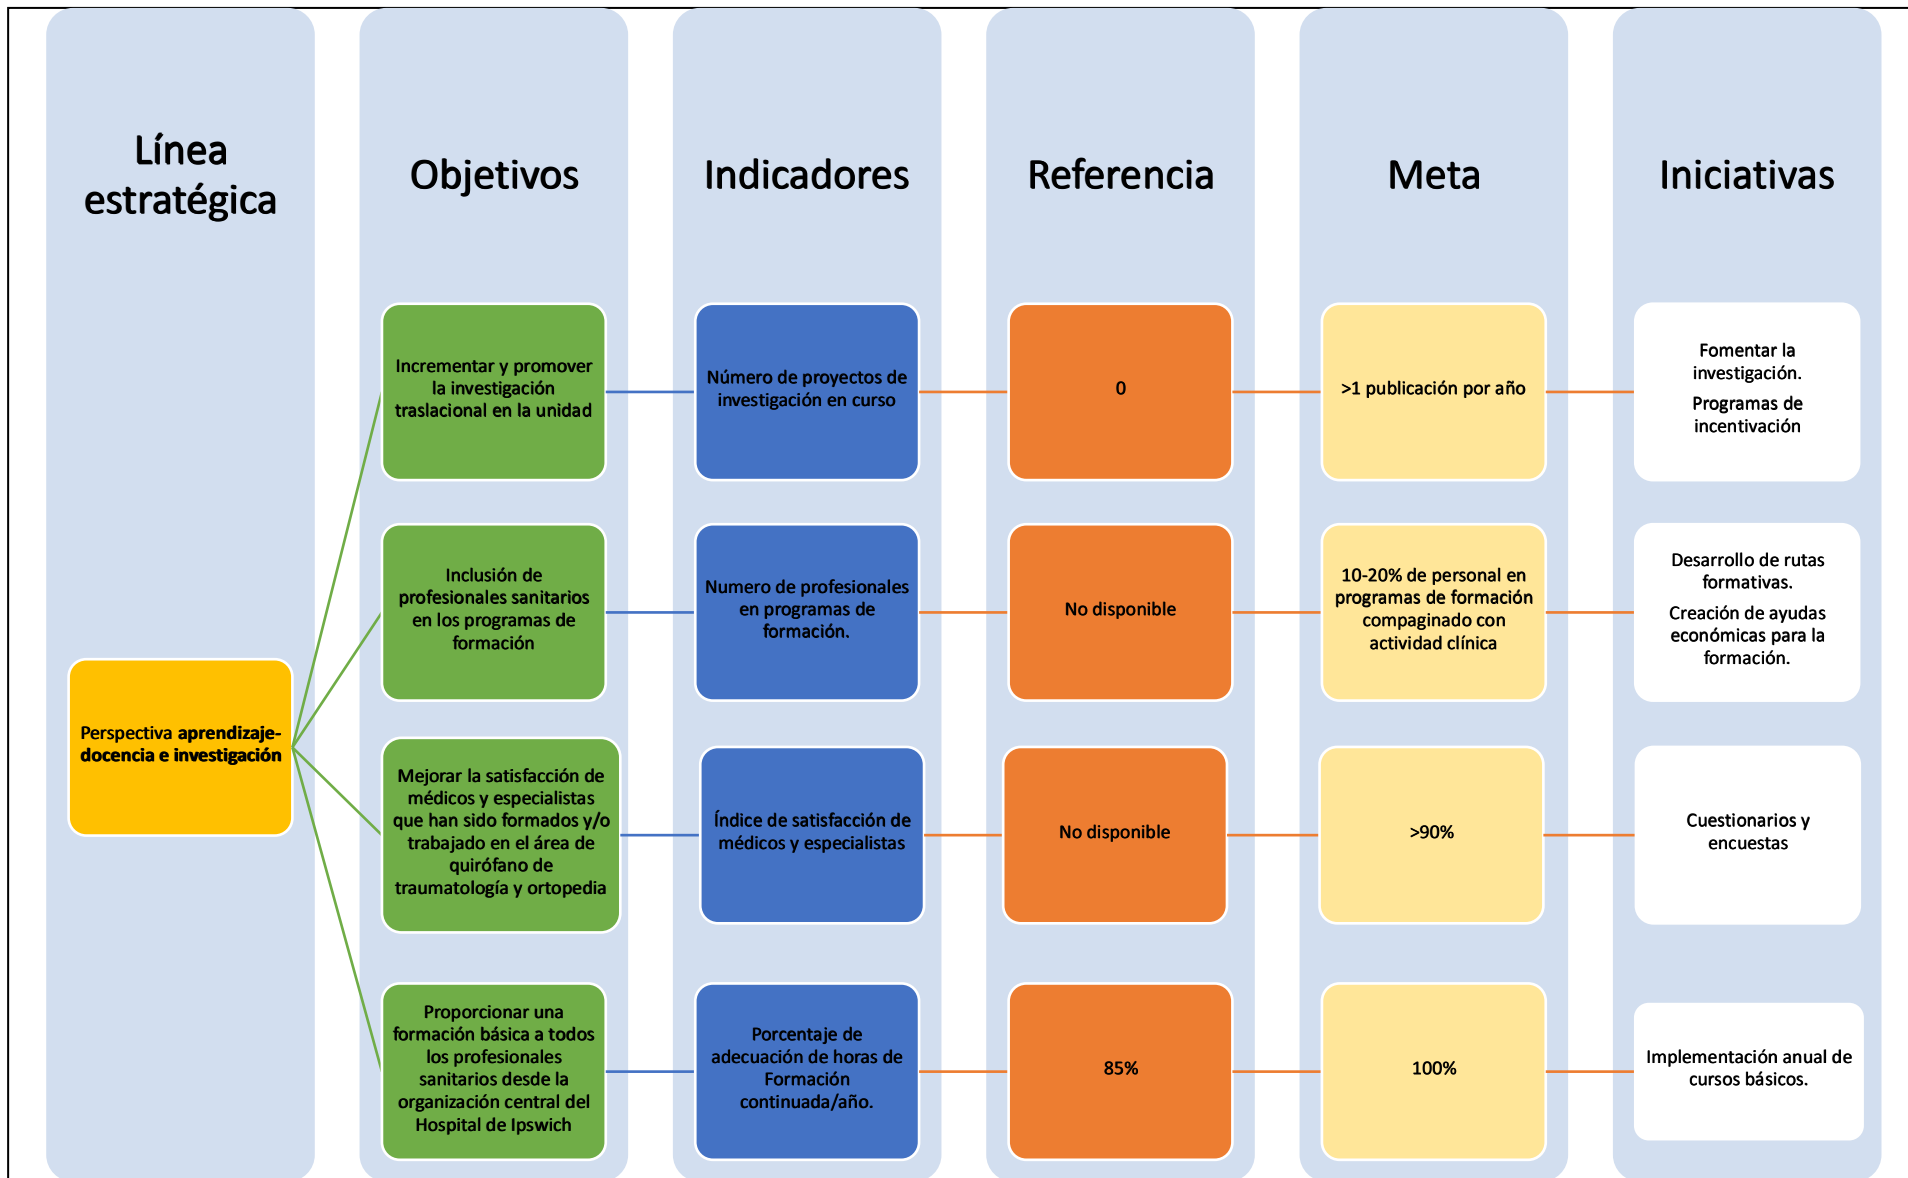 Línea
estratégica
Objetivos
Indicadores
Referencia
Meta
Iniciativas
Perspectiva aprendizaje-
docencia e investigación
Incrementar y promover
la investigación
traslacional en la unidad
Número de proyectos de
investigación en curso
0
>1 publicación por año
Fomentar la
investigación.
Programas de
incentivación
Inclusión de
profesionales sanitarios
en los programas de
formación
Numero de profesionales
en programas de
formación.
No disponible
10-20% de personal en
programas de formación
compaginado con
actividad clínica
Desarrollo de rutas
formativas.
Creación de ayudas
económicas para la
formación.
Mejorar la satisfacción de
médicos y especialistas
que han sido formados y/o
trabajado en el área de
quirófano de
traumatología y ortopedia
Índice de satisfacción de
médicos y especialistas
No disponible
>90%
Cuestionarios y
encuestas
Proporcionar una
formación básica a todos
los profesionales
sanitarios desde la
organización central del
Hospital de Ipswich
Porcentaje de
adecuación de horas de
Formación
continuada/año.
85%
100%
Implementación anual de
cursos básicos.